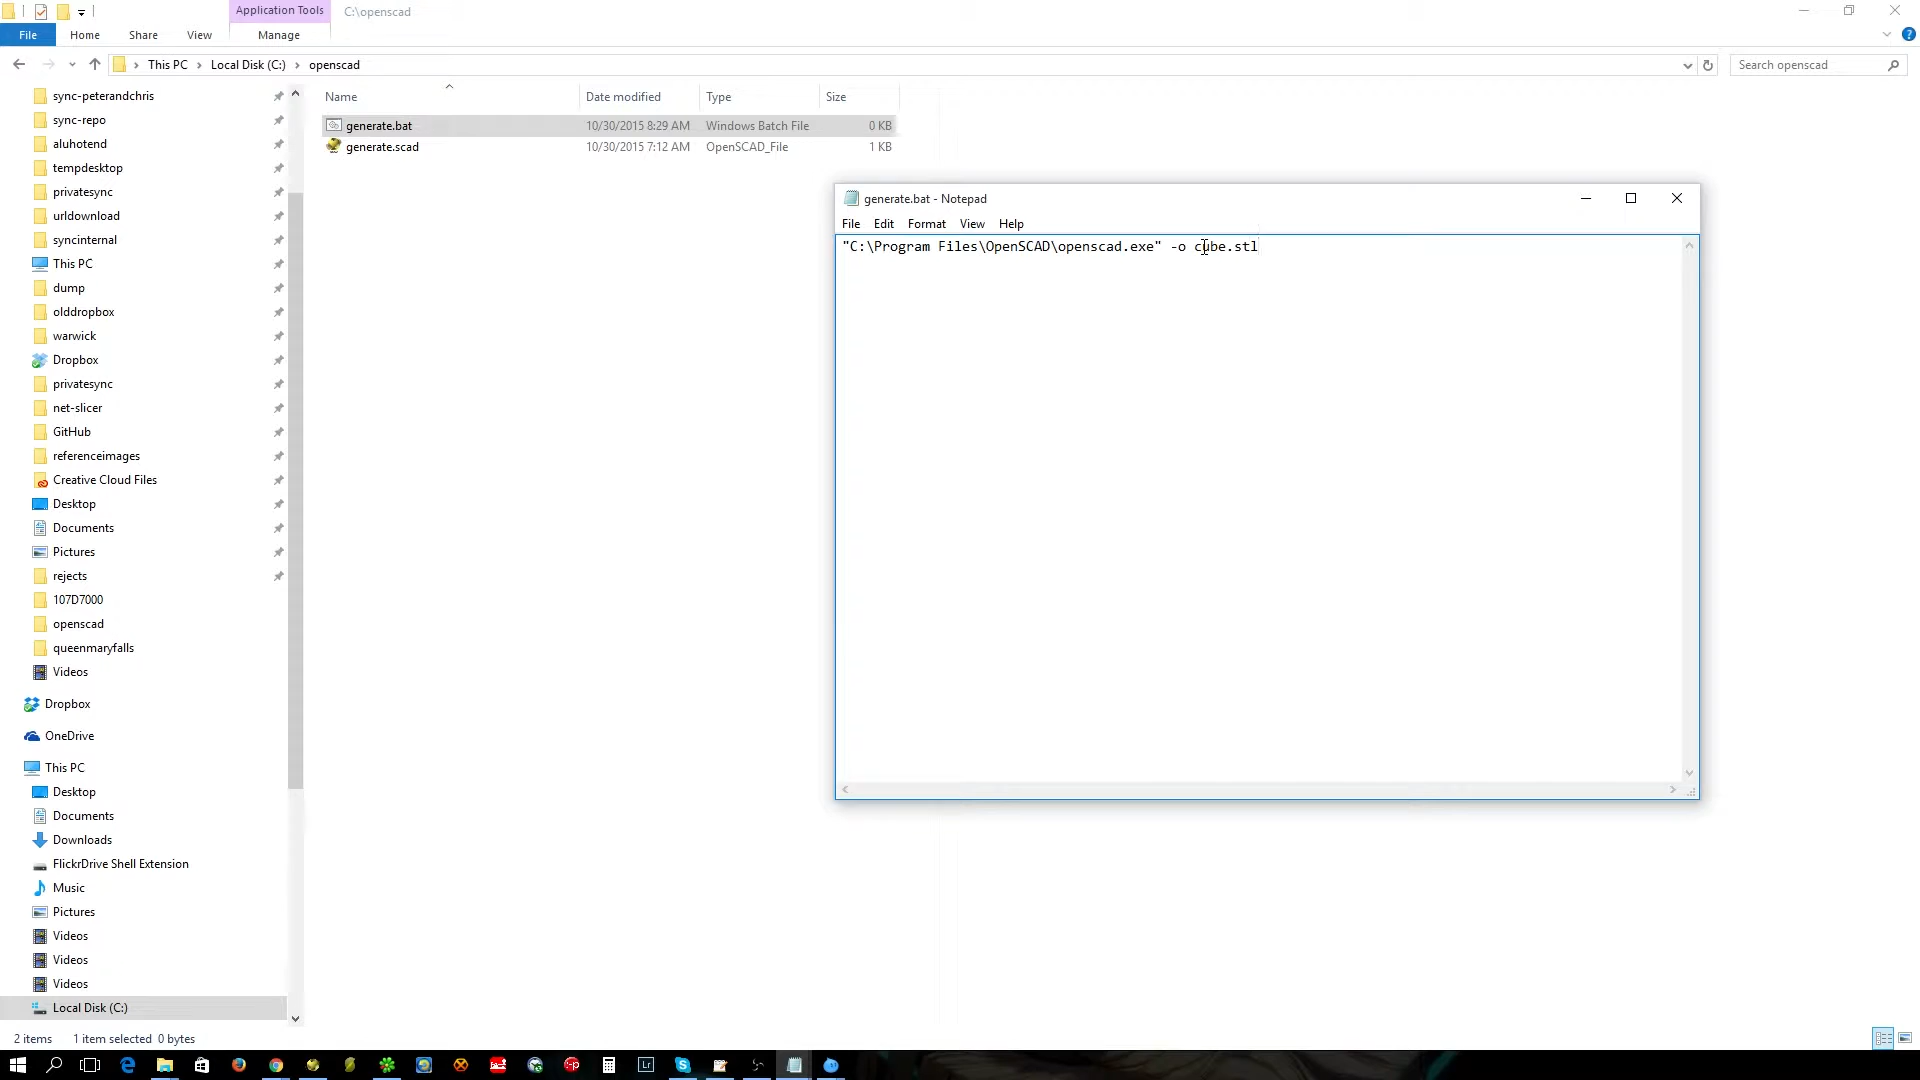 Application Tools
C:\openscad
File
Home
Share
View
Manage
This PC
Local Disk (C:)
openscad
Search openscad
sync-peterandchris
sync-repo
aluhotend
tempdesktop
privatesync
urldownload
syncinternal
This PC
dump
olddropbox
warwick
Dropbox
privatesync
net-slicer
GitHub
referenceimages
Creative Cloud Files
Desktop
Documents
Pictures
rejects
107D7000
openscad
queenmaryfalls
Videos
Dropbox
OneDrive
This PC
Desktop
Documents
Downloads
FlickrDrive Shell Extension
Music
Pictures
Videos
Videos
Videos
Local Disk (C:)
Name
Date modified
Type
Size
generate.bat
10/30/2015 8:29 AM
Windows Batch File
0 KB
generate.scad
10/30/2015 7:12 AM
OpenSCAD_File
1 KB
generate.bat - Notepad
File
Edit
Format
View
Help
"C:\Program Files\OpenSCAD\openscad.exe" -o cube.stl
2 items
1 item selected 0 bytes
Lr